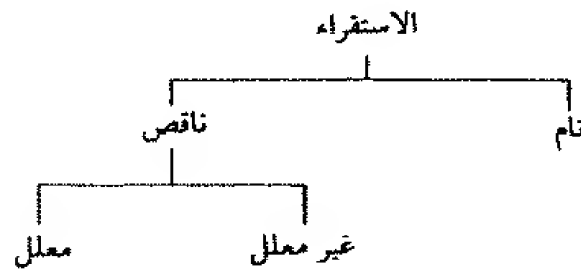 الاستقراء
تام
ناقص
غير معلل
معلل